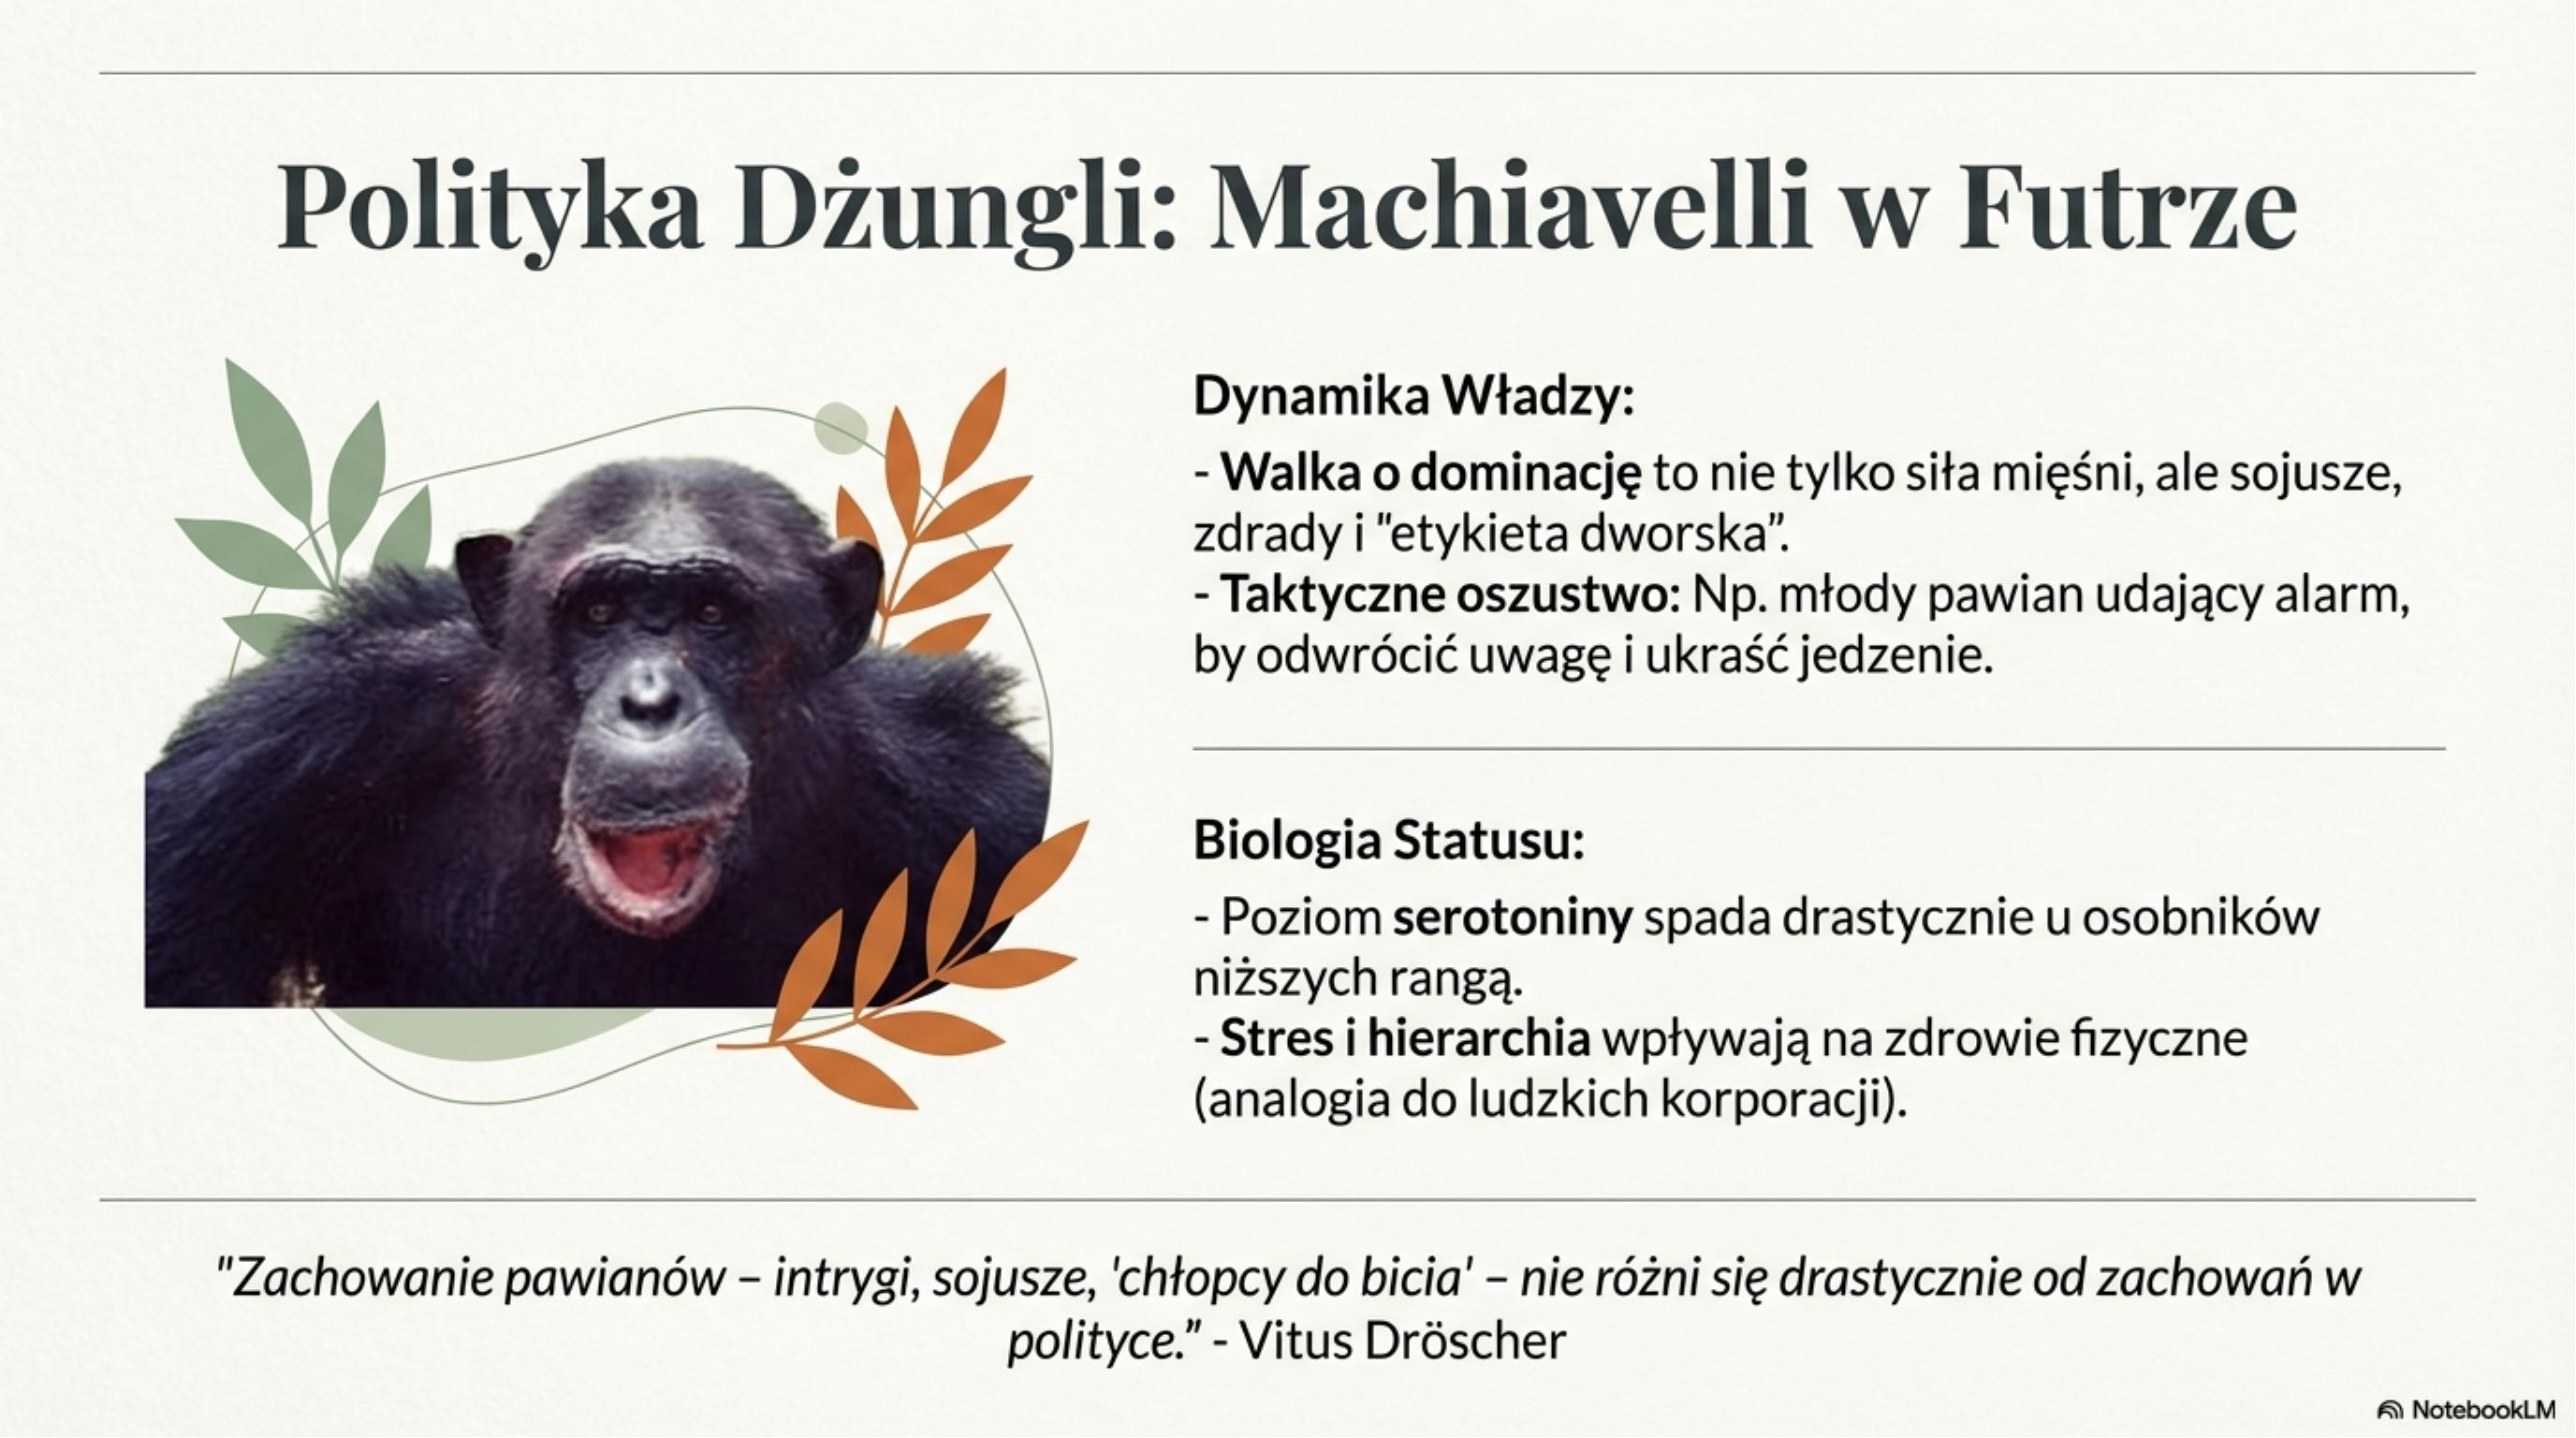 Polityka Dżungli: Machiavelli w Futrze
Dynamika Władzy:
- Walka o dominację to nie tylko siła mięśni, ale sojusze,
zdrady i "etykieta dworska”.
- Taktyczne oszustwo: Np. młody pawian udający alarm,
by odwrócić uwagę i ukraść jedzenie.
Biologia Statusu:
- Poziom serotoniny spada drastycznie u osobników
niższych rangą.
- Stres i hierarchia wpływają na zdrowie fizyczne
(analogia do ludzkich korporacji).
"Zachowanie pawianów – intrygi, sojusze, 'chłopcy do bicia' – nie różni się drastycznie od zachowań w
polityce.” - Vitus Dröscher
NotebookLM